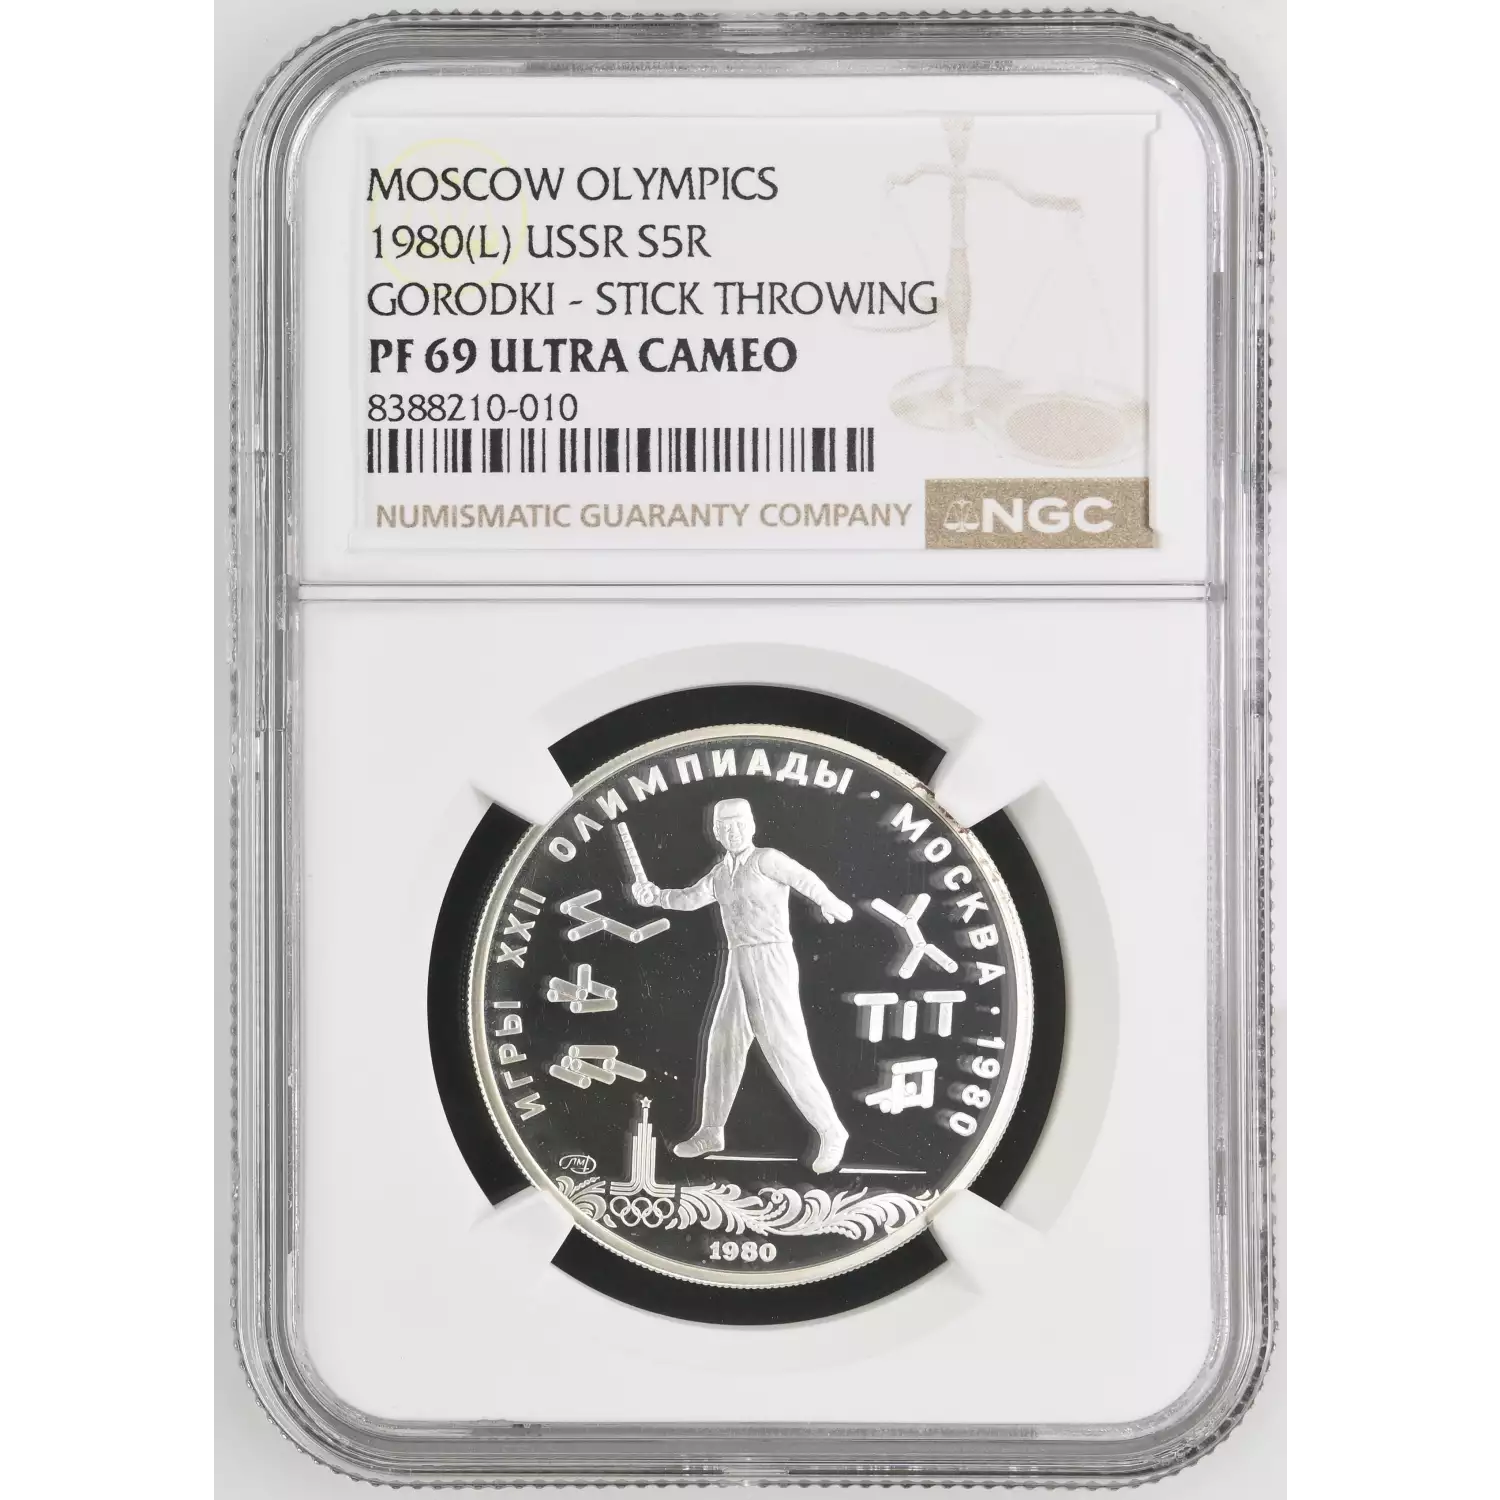 MOSCOW OLYMPICS
1980(L) USSR S5R
GORODKI - STICK THROWING
PF 69 ULTRA CAMEO
8388210-010
NUMISMATIC GUARANTY COMPANY NGC
ИГРЫ XXII ОЛИМПИАДЫ · МОСКВА · 1980
ЛМД
1980